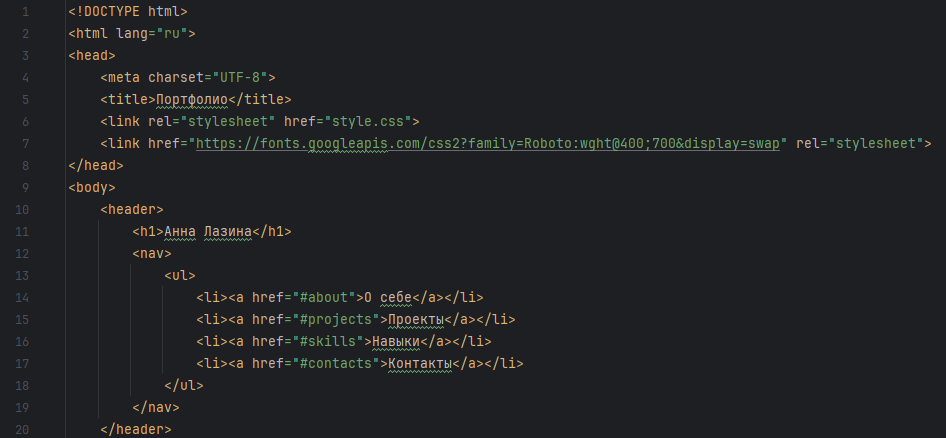 1 <!DOCTYPE html>
2 <html lang="ru">
3 <head>
4 <meta charset="UTF-8">
5 <title>Портфолио</title>
6 <link rel="stylesheet" href="style.css">
7 <link href="https://fonts.googleapis.com/css2?family=Roboto:wght@400;700&display=swap" rel="stylesheet">
8 </head>
9 <body>
10 <header>
11 <h1>Анна Лазина</h1>
12 <nav>
13 <ul>
14 <li><a href="#about">О себе</a></li>
15 <li><a href="#projects">Проекты</a></li>
16 <li><a href="#skills">Навыки</a></li>
17 <li><a href="#contacts">Контакты</a></li>
18 </ul>
19 </nav>
20 </header>